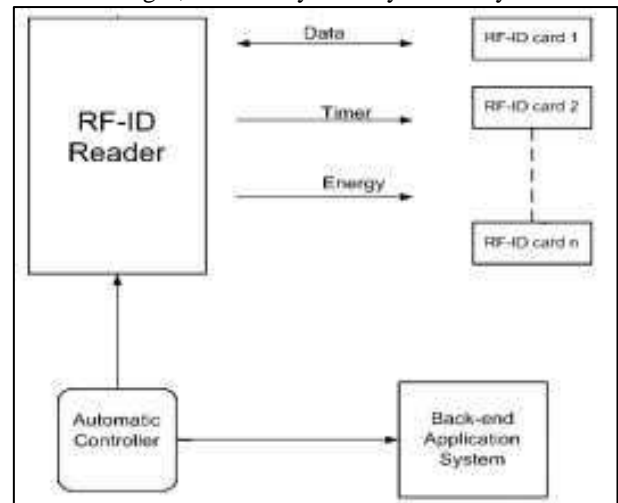 RF-ID
Reader
Data
Timer
Energy
RF-ID card 1
RF-ID card 2
RF-ID card n
Automatic
Controller
Back-end
Application
System